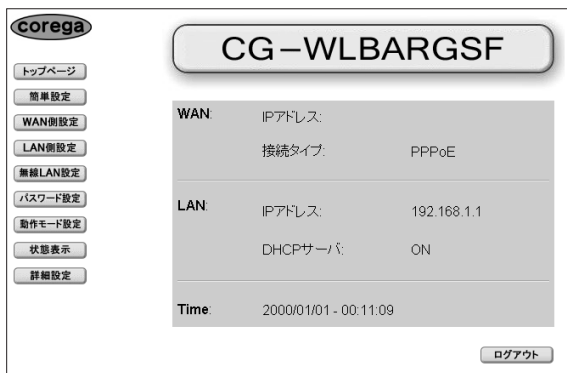 corega
CG-WLBARGSF
トップページ
簡単設定
WAN側設定
LAN側設定
無線LAN設定
パスワード設定
動作モード設定
状態表示
詳細設定
WAN: IPアドレス:
接続タイプ: PPPoE
LAN: IPアドレス: 192.168.1.1
DHCPサーバ: ON
Time: 2000/01/01 - 00:11:09
ログアウト